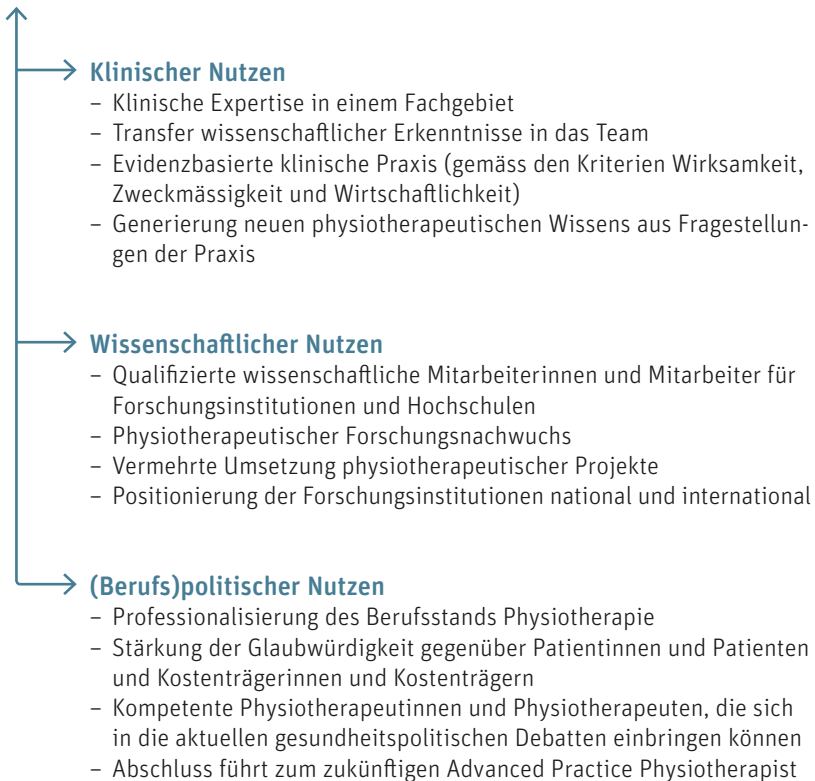 Klinischer Nutzen
– Klinische Expertise in einem Fachgebiet
– Transfer wissenschaftlicher Erkenntnisse in das Team
– Evidenzbasierte klinische Praxis (gemäss den Kriterien Wirksamkeit,
Zweckmässigkeit und Wirtschaftlichkeit)
– Generierung neuen physiotherapeutischen Wissens aus Fragestellun-
gen der Praxis
Wissenschaftlicher Nutzen
– Qualifizierte wissenschaftliche Mitarbeiterinnen und Mitarbeiter für
Forschungsinstitutionen und Hochschulen
– Physiotherapeutischer Forschungsnachwuchs
– Vermehrte Umsetzung physiotherapeutischer Projekte
– Positionierung der Forschungsinstitutionen national und international
(Berufs)politischer Nutzen
– Professionalisierung des Berufsstands Physiotherapie
– Stärkung der Glaubwürdigkeit gegenüber Patientinnen und Patienten
und Kostenträgerinnen und Kostenträgern
– Kompetente Physiotherapeutinnen und Physiotherapeuten, die sich
in die aktuellen gesundheitspolitischen Debatten einbringen können
– Abschluss führt zum zukünftigen Advanced Practice Physiotherapist